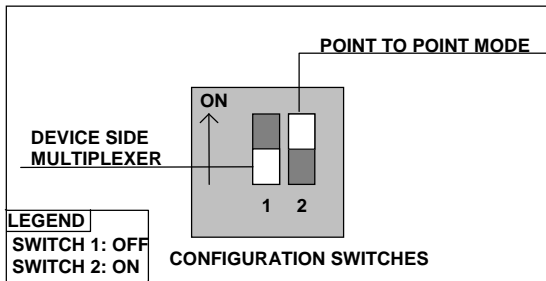 POINT TO POINT MODE
ON
DEVICE SIDE
MULTIPLEXER
1 2
LEGEND
SWITCH 1: OFF
SWITCH 2: ON
CONFIGURATION SWITCHES